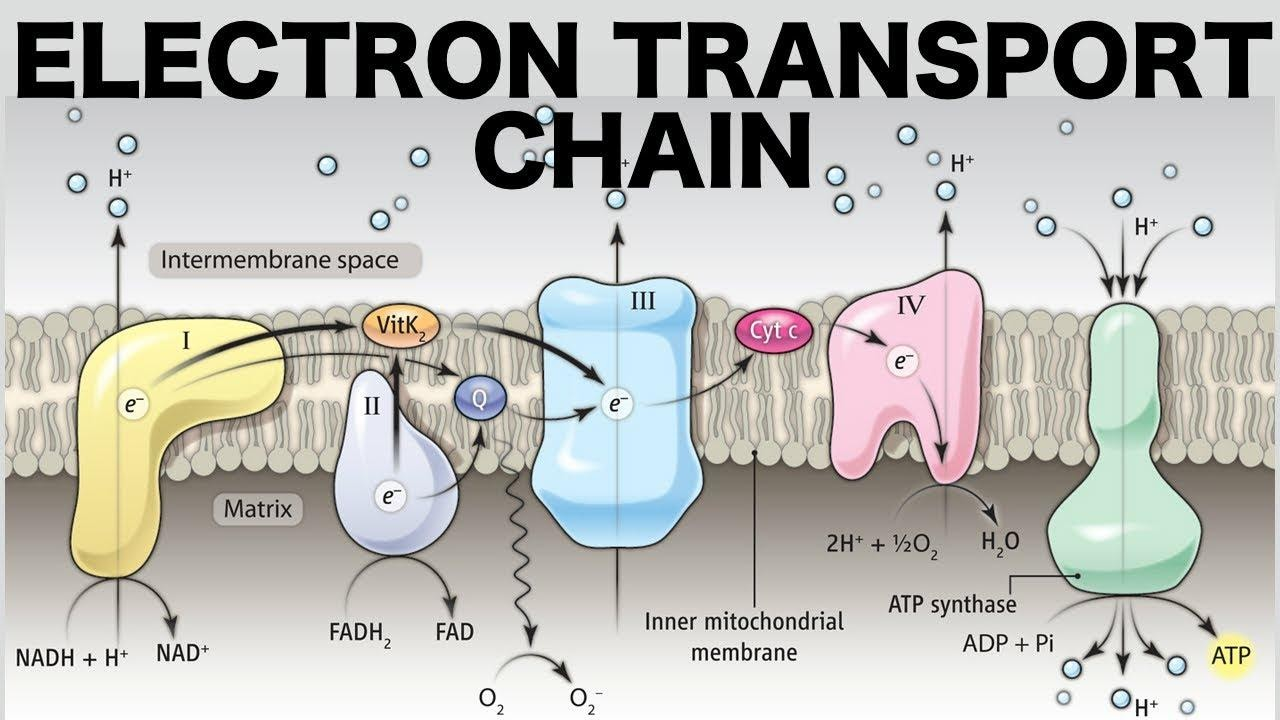 ELECTRON TRANSPORT
CHAIN
H⁺
H⁺
H⁺
Intermembrane space
I
VitK₂
III
Cyt c
IV
e⁻
II
Q
e⁻
e⁻
e⁻
Matrix
2H⁺ + ½O₂
H₂O
ATP synthase
Inner mitochondrial
membrane
FADH₂
FAD
NADH + H⁺
NAD⁺
ADP + Pi
ATP
O₂
O₂⁻
H⁺